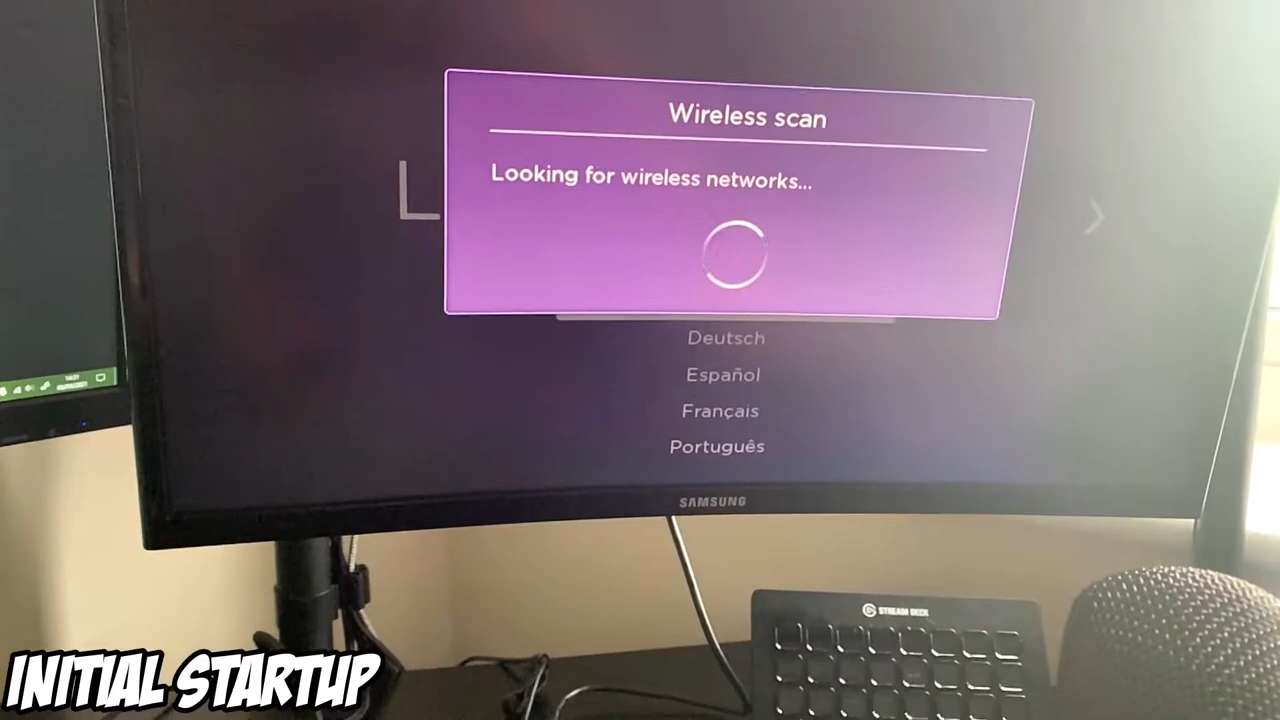 Wireless scan
Looking for wireless networks...
L
Deutsch
Español
Français
Português
SAMSUNG
STREAM DECK
INITIAL STARTUP